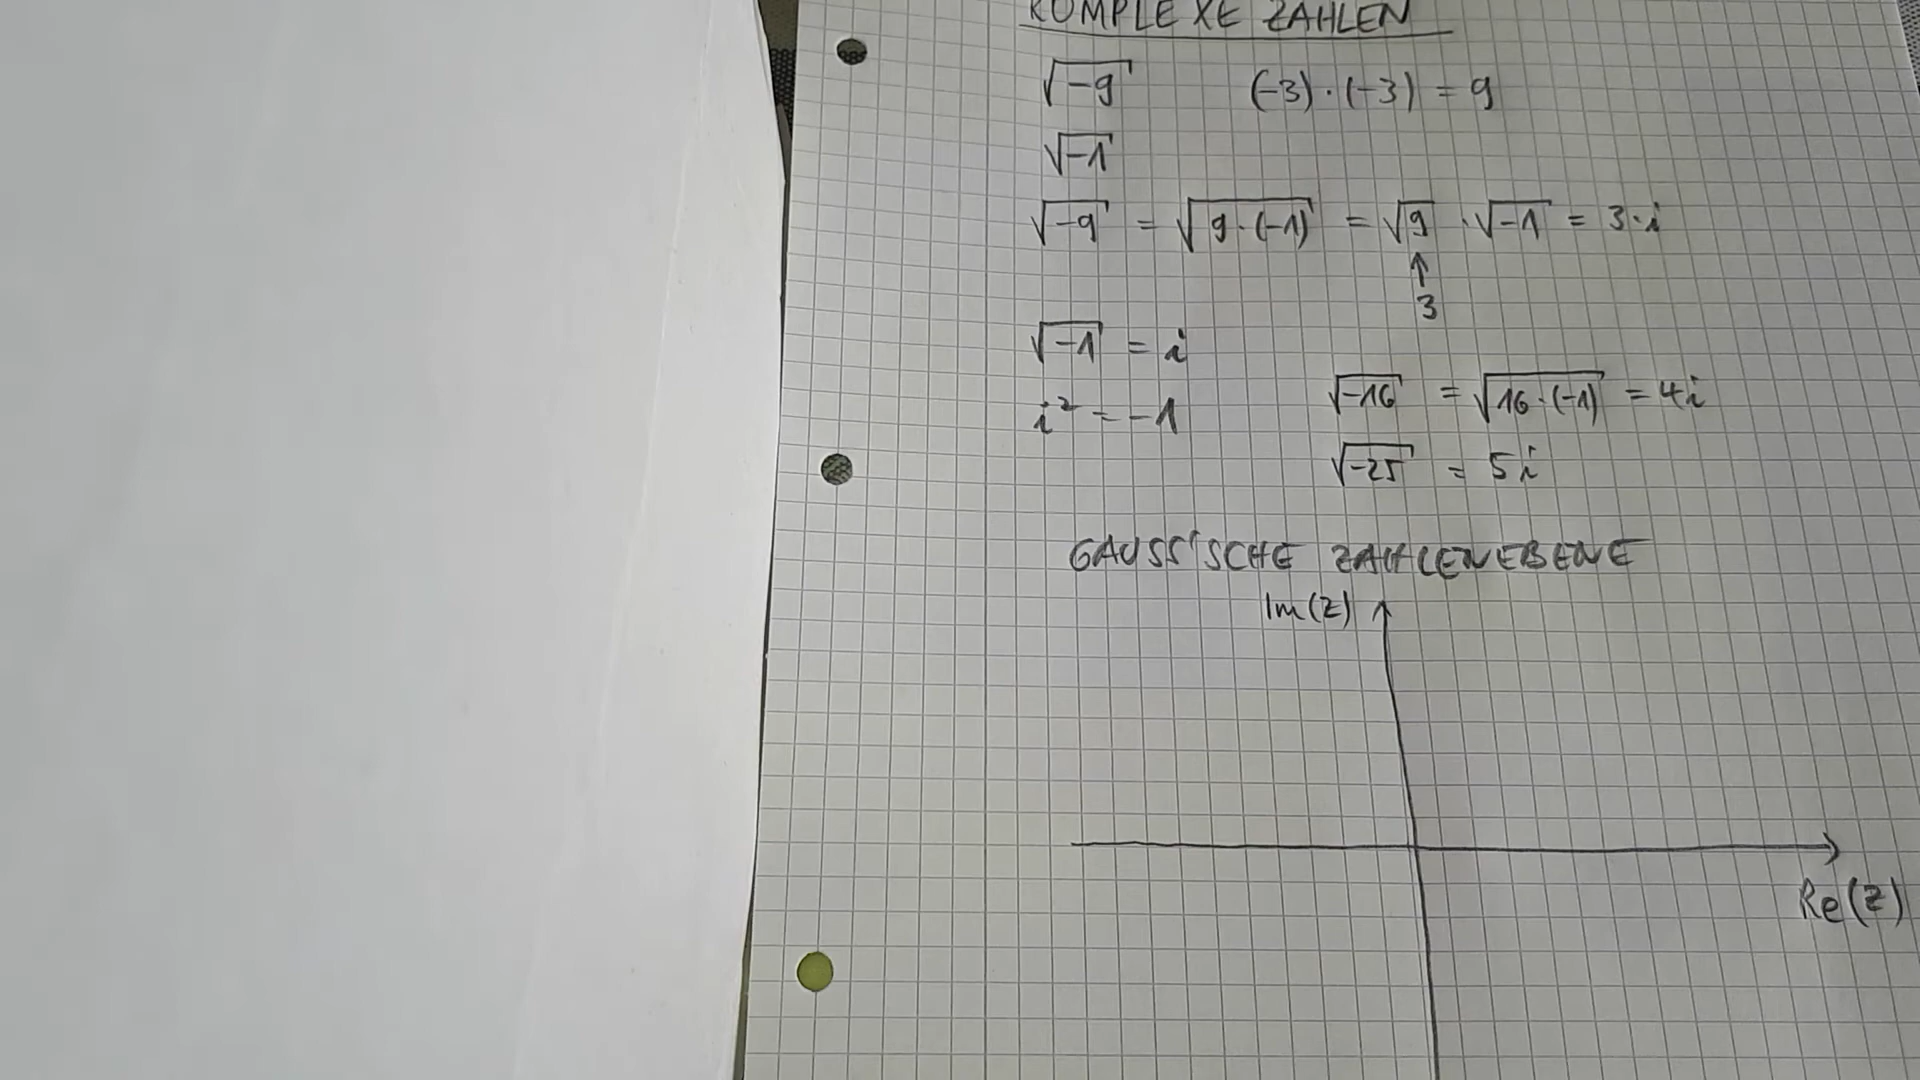 KOMPLEXE ZAHLEN
√-9 (-3)·(-3) = 9
√-1
√-9 = √9·(-1) = √9 · √-1 = 3·i
↑
3
√-1 = i
√-16 = √16·(-1) = 4i
i² = -1
√-25 = 5i
GAUSS'SCHE ZAHLENEBENE
Im(z)
Re(z)